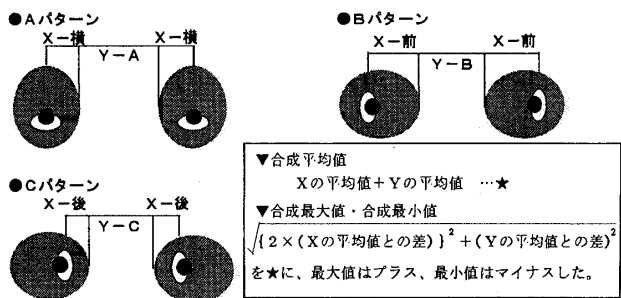 ●Aパターン
X－横　X－横
Y－A
●Bパターン
X－前　X－前
Y－B
●Cパターン
X－後　X－後
Y－C
▼合成平均値
Xの平均値＋Yの平均値　…★
▼合成最大値・合成最小値
√{2×(Xの平均値との差)}²＋(Yの平均値との差)²
を★に、最大値はプラス、最小値はマイナスした。